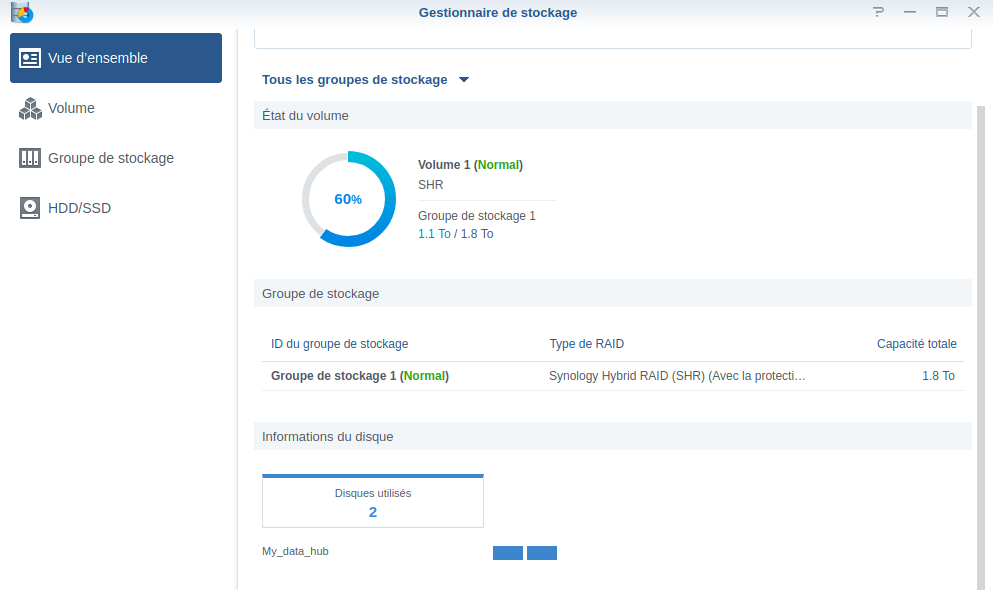 Gestionnaire de stockage
Vue d'ensemble
Volume
Groupe de stockage
HDD/SSD
Tous les groupes de stockage
État du volume
60%
Volume 1 (Normal)
SHR
Groupe de stockage 1
1.1 To / 1.8 To
Groupe de stockage
ID du groupe de stockage Type de RAID Capacité totale
Groupe de stockage 1 (Normal) Synology Hybrid RAID (SHR) (Avec la protecti… 1.8 To
Informations du disque
Disques utilisés
2
My_data_hub